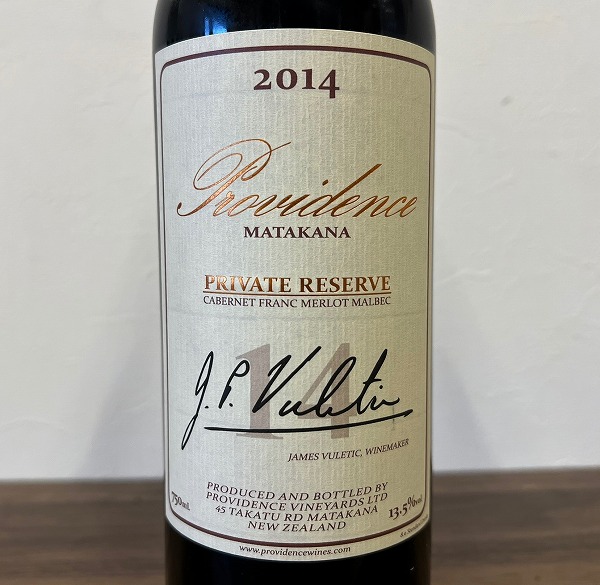 2014
Providence
MATAKANA
PRIVATE RESERVE
CABERNET FRANC MERLOT MALBEC
14
J. P. Vuletic
JAMES VULETIC, WINEMAKER
PRODUCED AND BOTTLED BY
PROVIDENCE VINEYARDS LTD
750mL 45 TAKATU RD MATAKANA 13.5%vol
NEW ZEALAND
www.providencewines.com